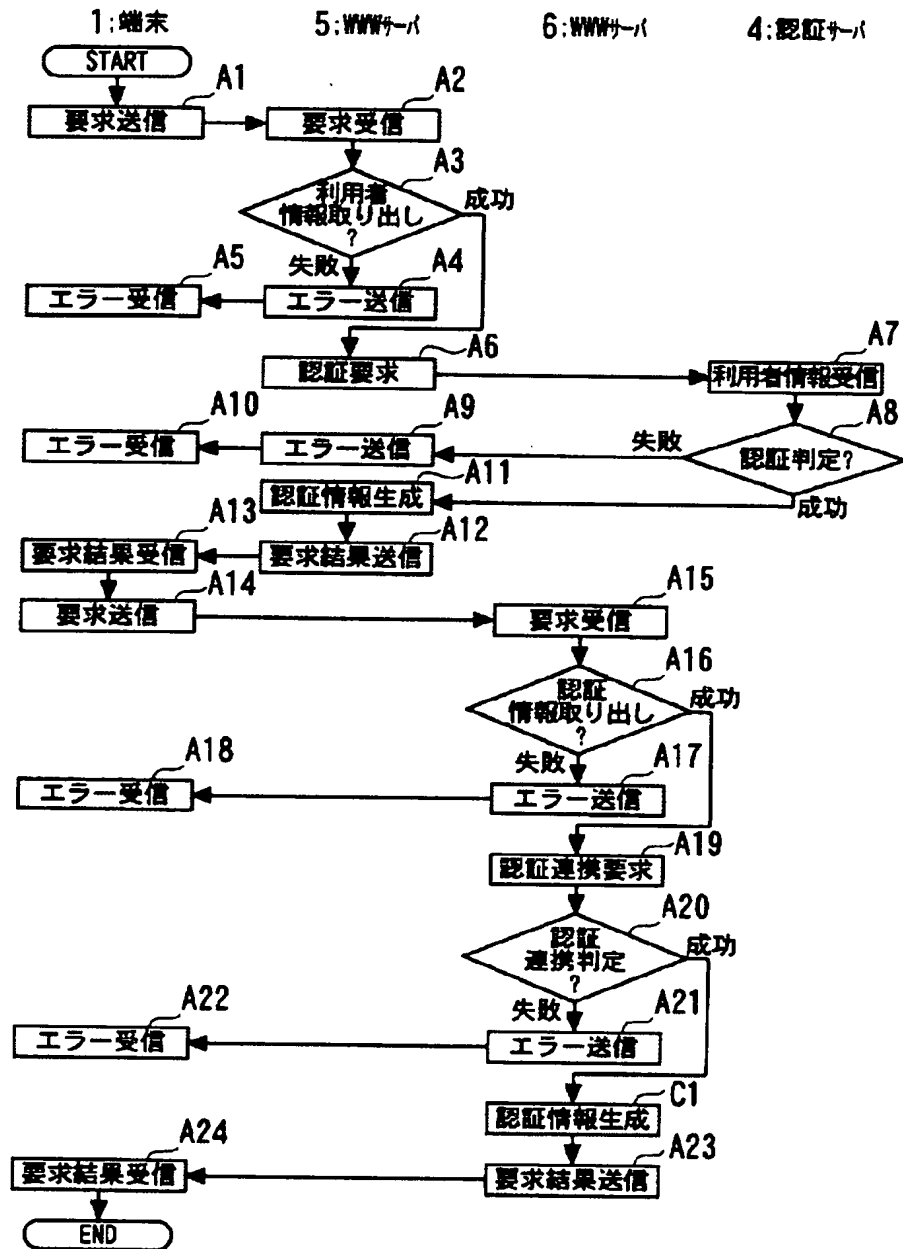 1;端末 5:WWWサーバ 6:WWWサーバ 4:認証サーバ
START
A1 A2
要求送信 要求受信
A3
利用者
情報取り出し
?
成功
失敗
A5 A4
エラー受信 エラー送信
A6 A7
認証要求 利用者情報受信
A10 A9 A8
エラー受信 エラー送信 失敗 認証判定?
A11 成功
認証情報生成
A13 A12
要求結果受信 要求結果送信
A14 A15
要求送信 要求受信
A16
認証
情報取り出し
?
成功
失敗
A18 A17
エラー受信 エラー送信
A19
認証連携要求
A20
認証
連携判定
?
成功
失敗
A22 A21
エラー受信 エラー送信
C1
認証情報生成
A24 A23
要求結果受信 要求結果送信
END